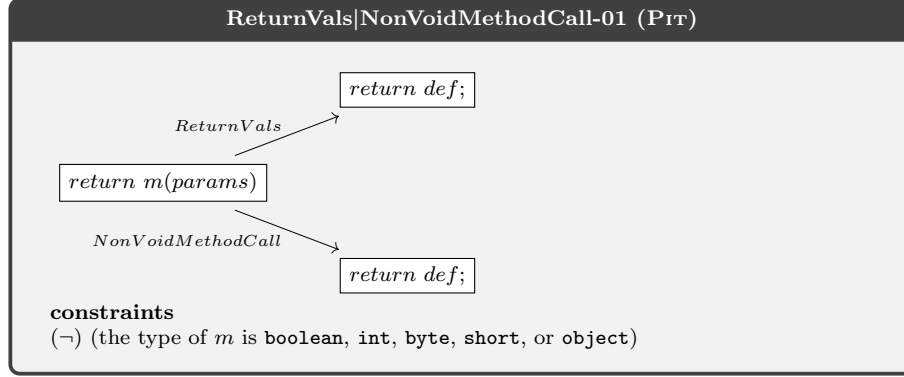 ReturnVals|NonVoidMethodCall-01 (PIT)
return def;
ReturnVals
return m(params)
NonVoidMethodCall
return def;
constraints
(¬) (the type of m is boolean, int, byte, short, or object)